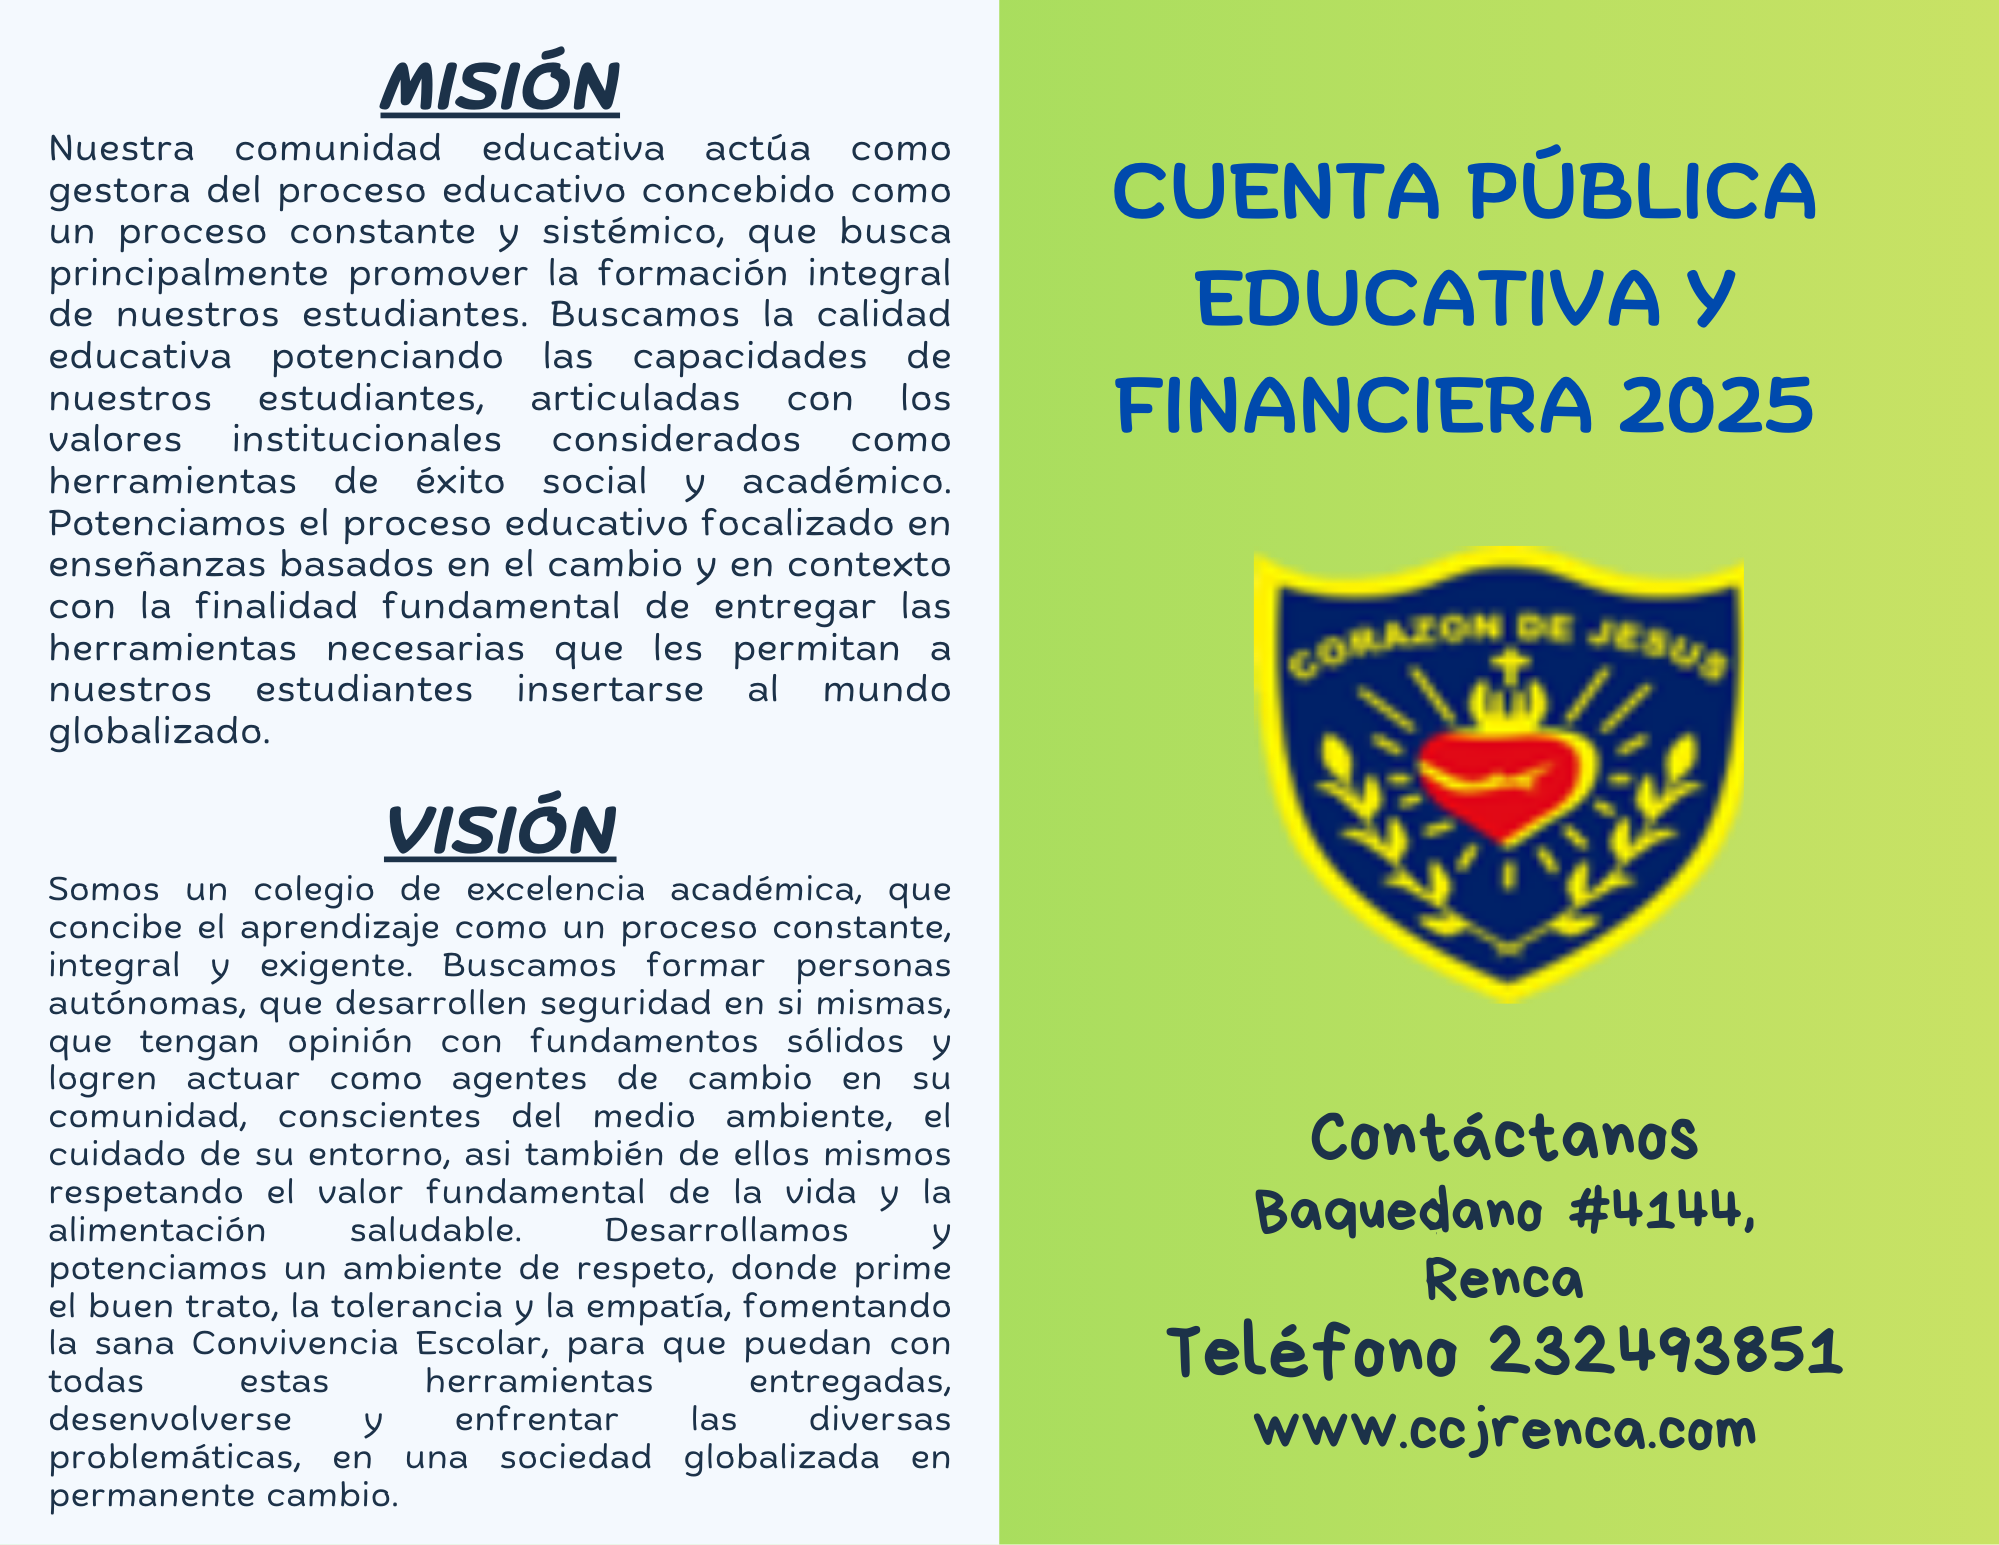 MISIÓN
Nuestra comunidad educativa actúa como
gestora del proceso educativo concebido como
un proceso constante y sistémico, que busca
principalmente promover la formación integral
de nuestros estudiantes. Buscamos la calidad
educativa potenciando las capacidades de
nuestros estudiantes, articuladas con los
valores institucionales considerados como
herramientas de éxito social y académico.
Potenciamos el proceso educativo focalizado en
enseñanzas basados en el cambio y en contexto
con la finalidad fundamental de entregar las
herramientas necesarias que les permitan a
nuestros estudiantes insertarse al mundo
globalizado.
VISIÓN
Somos un colegio de excelencia académica, que
concibe el aprendizaje como un proceso constante,
integral y exigente. Buscamos formar personas
autónomas, que desarrollen seguridad en si mismas,
que tengan opinión con fundamentos sólidos y
logren actuar como agentes de cambio en su
comunidad, conscientes del medio ambiente, el
cuidado de su entorno, asi también de ellos mismos
respetando el valor fundamental de la vida y la
alimentación saludable. Desarrollamos y
potenciamos un ambiente de respeto, donde prime
el buen trato, la tolerancia y la empatía, fomentando
la sana Convivencia Escolar, para que puedan con
todas estas herramientas entregadas,
desenvolverse y enfrentar las diversas
problemáticas, en una sociedad globalizada en
permanente cambio.
CUENTA PÚBLICA
EDUCATIVA Y
FINANCIERA 2025
CORAZON DE JESUS
Contáctanos
Baquedano #4144,
Renca
Teléfono 232493851
www.ccjrenca.com